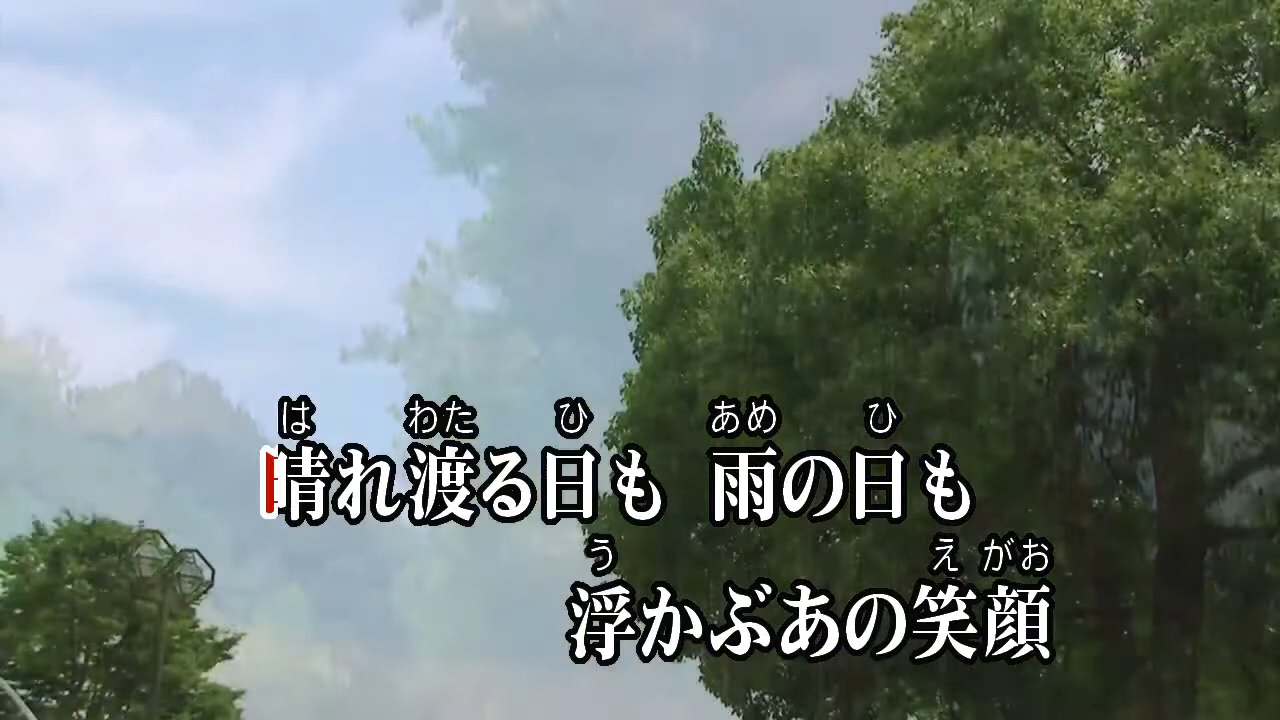 は わた ひ あめ ひ
晴れ渡る日も 雨の日も
う え がお
浮かぶあの笑顔